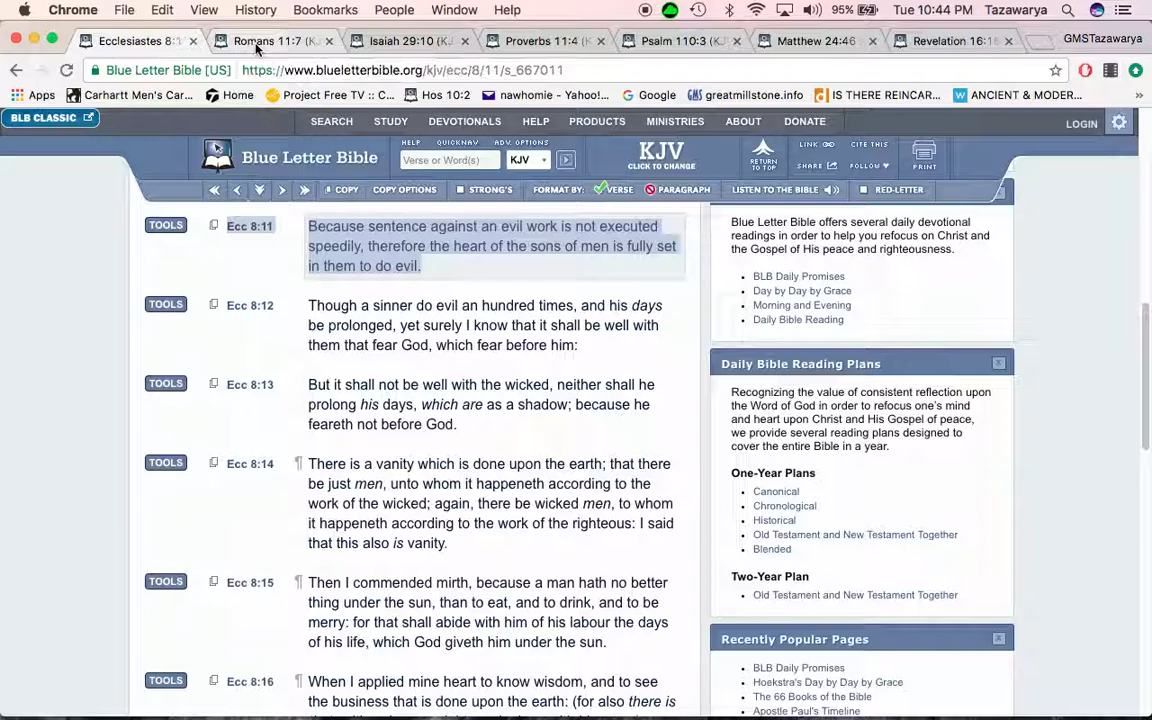 Chrome File Edit View History Bookmarks People Window Help 95% Tue 10:44 PM Tazawarya
Ecclesiastes 8:1 Romans 11:7 (K Isaiah 29:10 (K Proverbs 11:4 (K Psalm 110:3 (KJ Matthew 24:46 Revelation 16:1 GMSTazawarya
Blue Letter Bible [US] https://www.blueletterbible.org/kjv/ecc/8/11/s_667011
Apps Carhartt Men's Car... Home Project Free TV :: C... Hos 10:2 nawhomie - Yahoo!... Google GMS greatmillstone.info IS THERE REINCAR... W ANCIENT & MODER... »
BLB CLASSIC
SEARCH STUDY DEVOTIONALS HELP PRODUCTS MINISTRIES ABOUT DONATE LOGIN
HELP QUICKNAV ADV. OPTIONS
Blue Letter Bible Verse or Word(s) KJV
KJV
CLICK TO CHANGE
RETURN TO TOP
LINK CITE THIS
SHARE FOLLOW
PRINT
COPY COPY OPTIONS STRONG'S FORMAT BY: VERSE PARAGRAPH LISTEN TO THE BIBLE RED-LETTER
TOOLS Ecc 8:11 Because sentence against an evil work is not executed
speedily, therefore the heart of the sons of men is fully set
in them to do evil.
TOOLS Ecc 8:12 Though a sinner do evil an hundred times, and his days
be prolonged, yet surely I know that it shall be well with
them that fear God, which fear before him:
TOOLS Ecc 8:13 But it shall not be well with the wicked, neither shall he
prolong his days, which are as a shadow; because he
feareth not before God.
TOOLS Ecc 8:14 ¶ There is a vanity which is done upon the earth; that there
be just men, unto whom it happeneth according to the
work of the wicked; again, there be wicked men, to whom
it happeneth according to the work of the righteous: I said
that this also is vanity.
TOOLS Ecc 8:15 ¶ Then I commended mirth, because a man hath no better
thing under the sun, than to eat, and to drink, and to be
merry: for that shall abide with him of his labour the days
of his life, which God giveth him under the sun.
TOOLS Ecc 8:16 ¶ When I applied mine heart to know wisdom, and to see
the business that is done upon the earth: (for also there is
Blue Letter Bible offers several daily devotional
readings in order to help you refocus on Christ and
the Gospel of His peace and righteousness.
BLB Daily Promises
Day by Day by Grace
Morning and Evening
Daily Bible Reading
Daily Bible Reading Plans
Recognizing the value of consistent reflection upon
the Word of God in order to refocus one's mind
and heart upon Christ and His Gospel of peace,
we provide several reading plans designed to
cover the entire Bible in a year.
One-Year Plans
Canonical
Chronological
Historical
Old Testament and New Testament Together
Blended
Two-Year Plan
Old Testament and New Testament Together
Recently Popular Pages
BLB Daily Promises
Hoekstra's Day by Day by Grace
The 66 Books of the Bible
Apostle Paul's Timeline